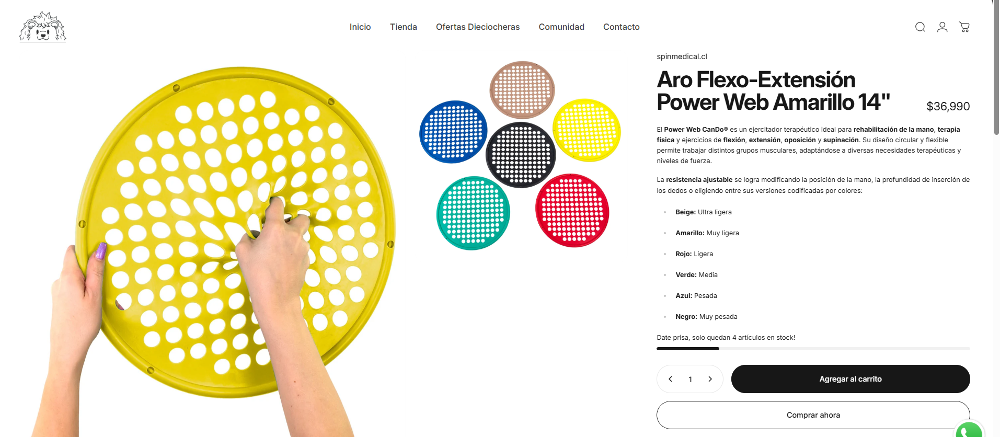 Inicio
Tienda
Ofertas Dieciocheras
Comunidad
Contacto
spinmedical.cl
Aro Flexo-Extensión
Power Web Amarillo 14"
$36,990
El Power Web CanDo® es un ejercitador terapéutico ideal para rehabilitación de la mano, terapia
física y ejercicios de flexión, extensión, oposición y supinación. Su diseño circular y flexible
permite trabajar distintos grupos musculares, adaptándose a diversas necesidades terapéuticas y
niveles de fuerza.
La resistencia ajustable se logra modificando la posición de la mano, la profundidad de inserción de
los dedos o eligiendo entre sus versiones codificadas por colores:
Beige: Ultra ligera
Amarillo: Muy ligera
Rojo: Ligera
Verde: Media
Azul: Pesada
Negro: Muy pesada
Date prisa, solo quedan 4 artículos en stock!
1
Agregar al carrito
Comprar ahora